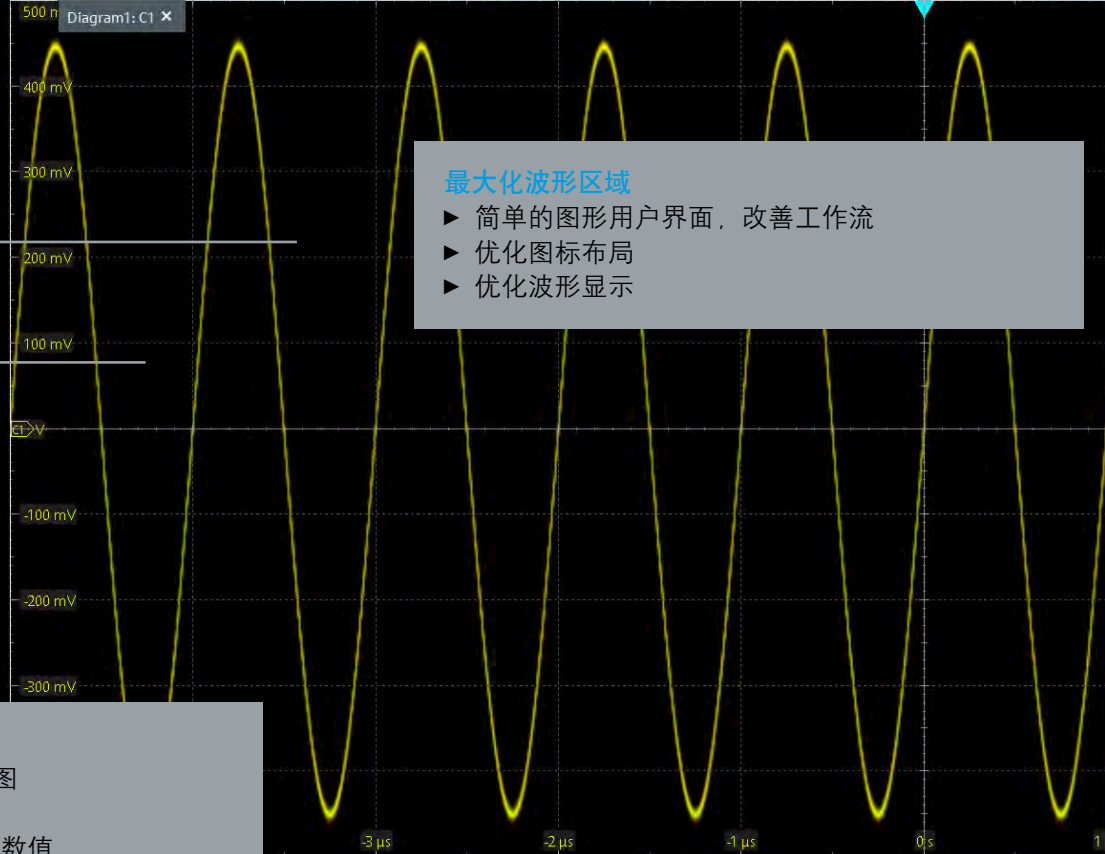 500 m
Diagram1: C1 ✕
400 mV
最大化波形区域
► 简单的图形用户界面，改善工作流
300 mV
► 优化图标布局
200 mV
► 优化波形显示
100 mV
C1 V
-100 mV
-200 mV
-300 mV
图
数值
-3 µs
-2 µs
-1 µs
0 s
1